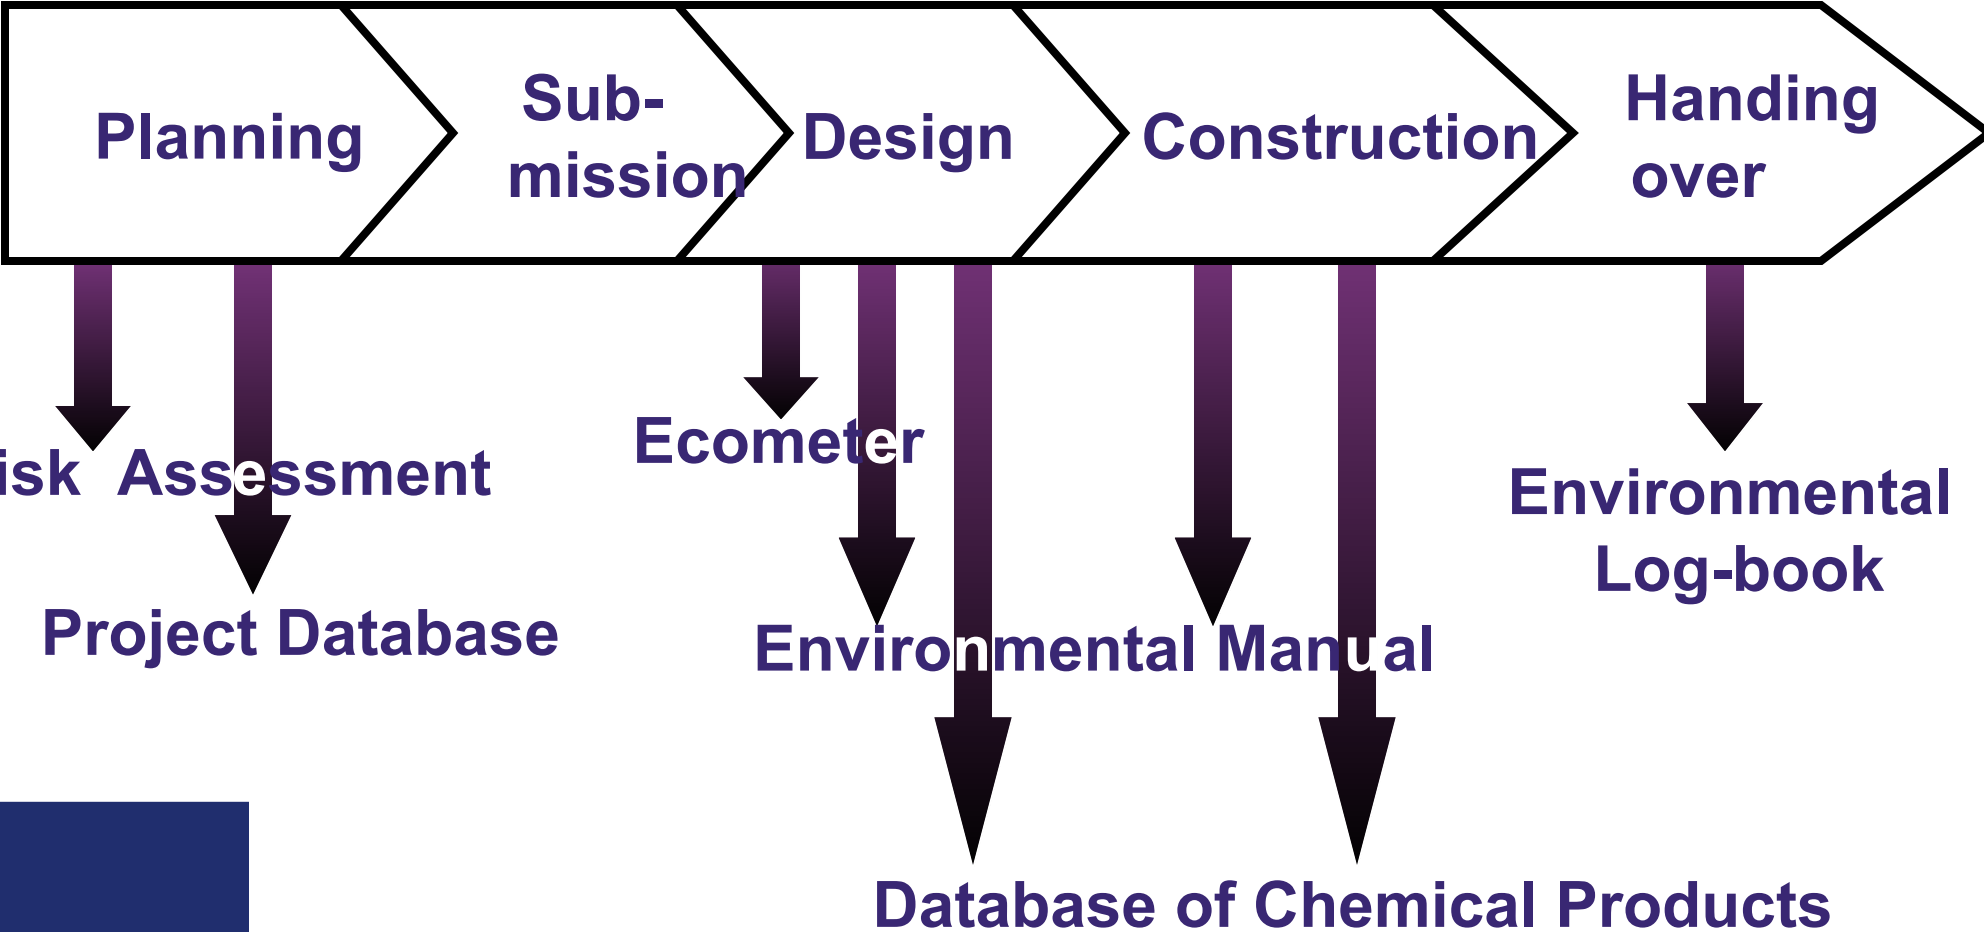 Planning
Sub-
mission
Design
Construction
Handing
over
isk Assessment
Project Database
Ecometer
Environmental Manual
Environmental
Log-book
Database of Chemical Products